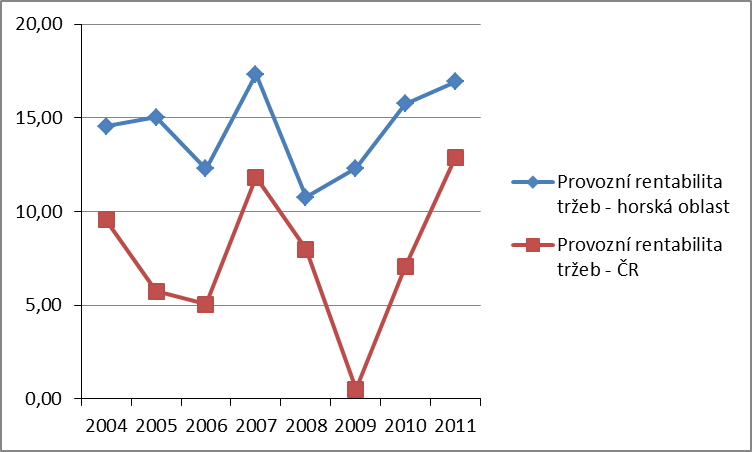 20,00
15,00
10,00
5,00
0,00
2004 2005 2006 2007 2008 2009 2010 2011
Provozní rentabilita
tržeb - horská oblast
Provozní rentabilita
tržeb - ČR